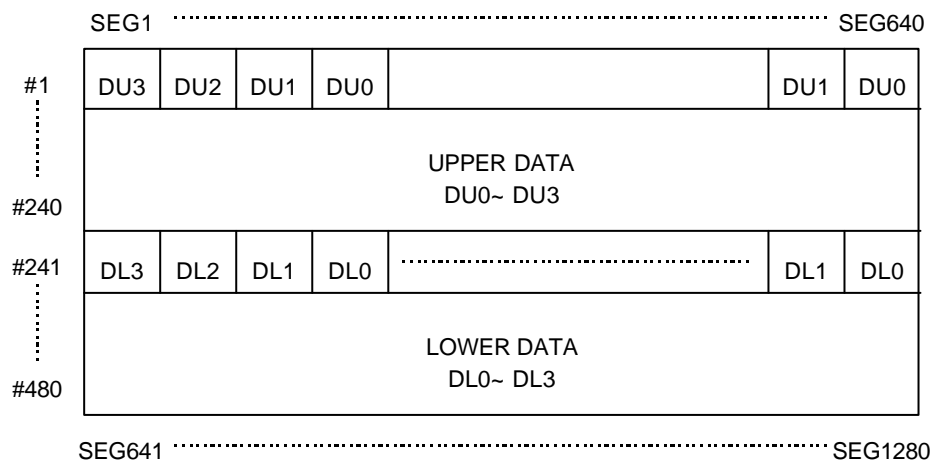 SEG1 SEG640
#1 DU3 DU2 DU1 DU0 DU1 DU0
UPPER DATA
DU0~ DU3
#240
#241 DL3 DL2 DL1 DL0 DL1 DL0
LOWER DATA
DL0~ DL3
#480
SEG641 SEG1280